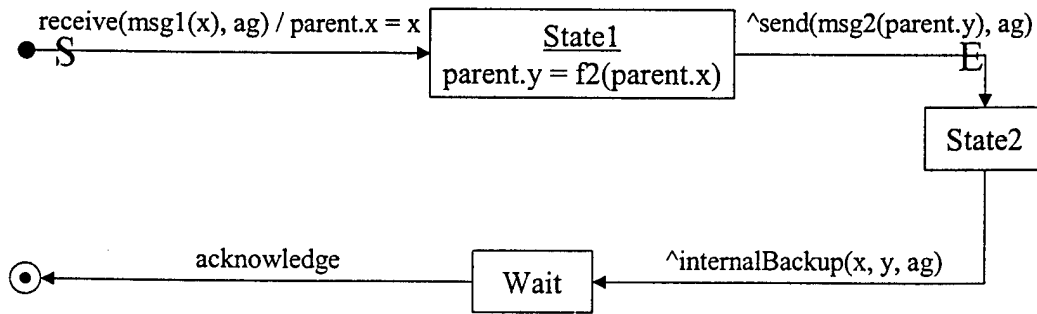 receive(msg1(x), ag) / parent.x = x
S
State1
parent.y = f2(parent.x)
^send(msg2(parent.y), ag)
E
State2
^internalBackup(x, y, ag)
Wait
acknowledge